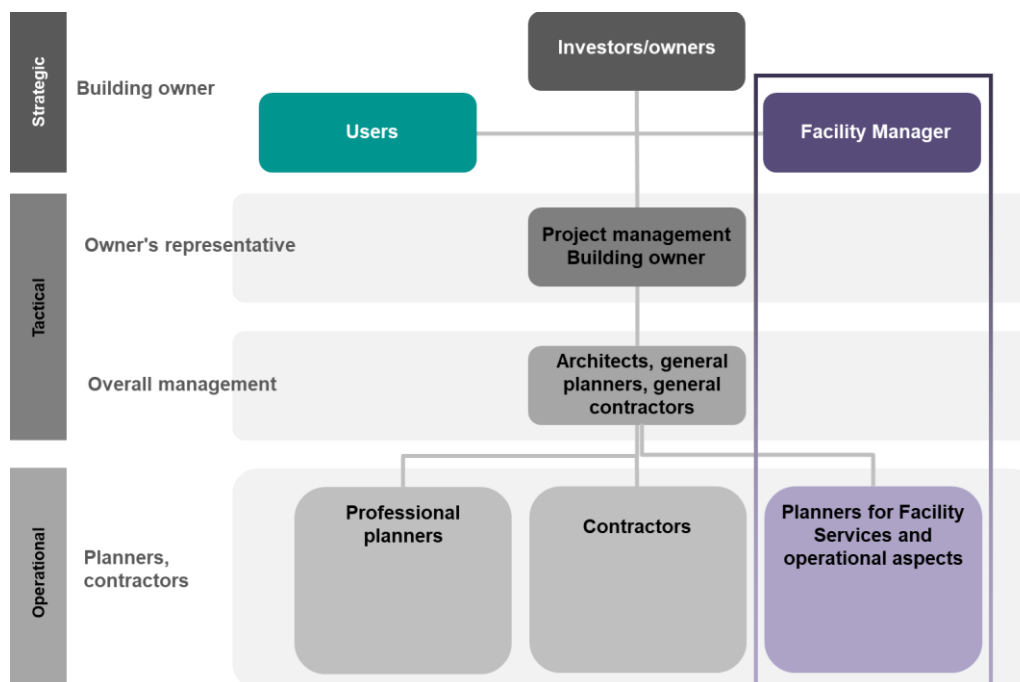 Strategic
Building owner
Investors/owners
Users
Facility Manager
Tactical
Owner's representative
Project management
Building owner
Overall management
Architects, general
planners, general
contractors
Operational
Planners,
contractors
Professional
planners
Contractors
Planners for Facility
Services and
operational aspects